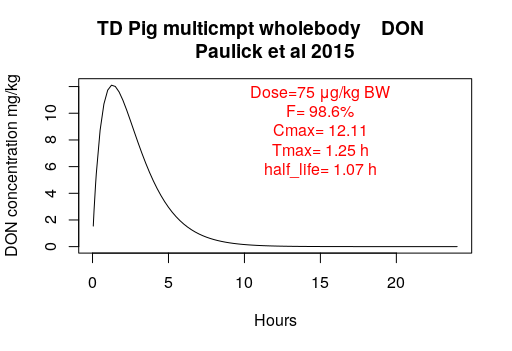 TD Pig multicmpt wholebody    DON
Paulick et al 2015
Dose=75 µg/kg BW
F= 98.6%
Cmax= 12.11
Tmax= 1.25 h
half_life= 1.07 h
DON concentration mg/kg
10
8
6
4
2
0
0 5 10 15 20
Hours